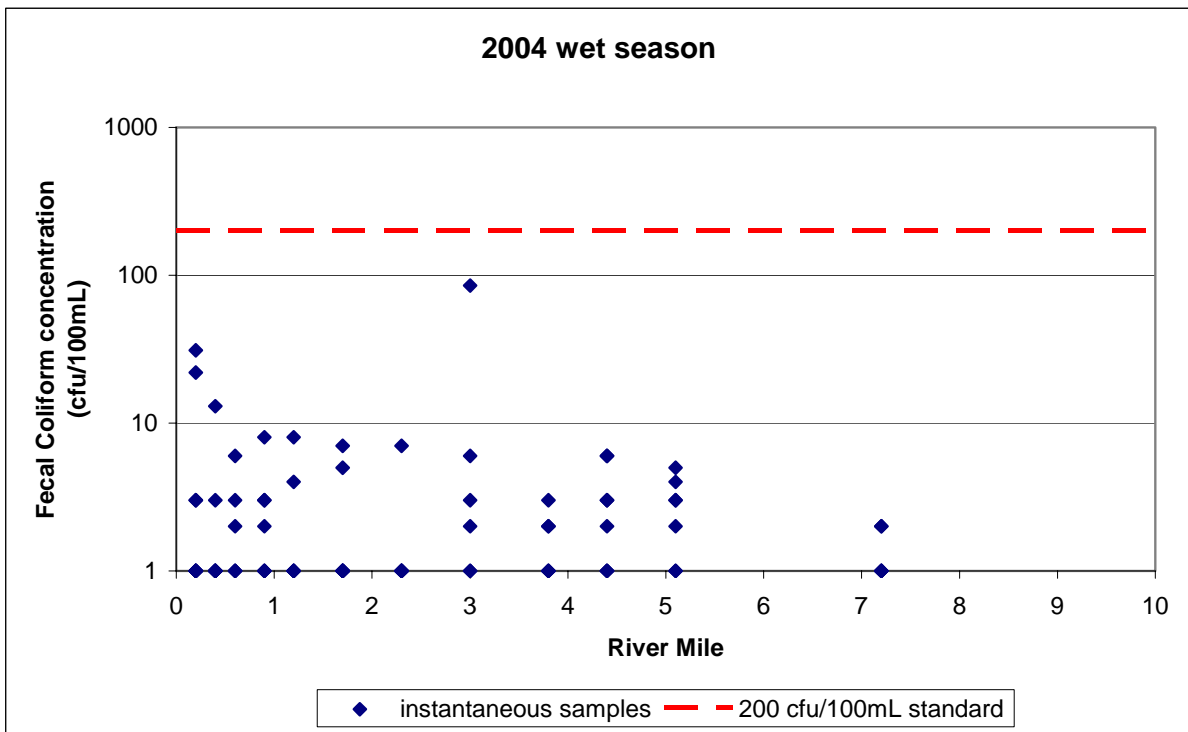 2004 wet season
Fecal Coliform concentration
(cfu/100mL)
1000
100
10
1
0 1 2 3 4 5 6 7 8 9 10
River Mile
instantaneous samples 200 cfu/100mL standard